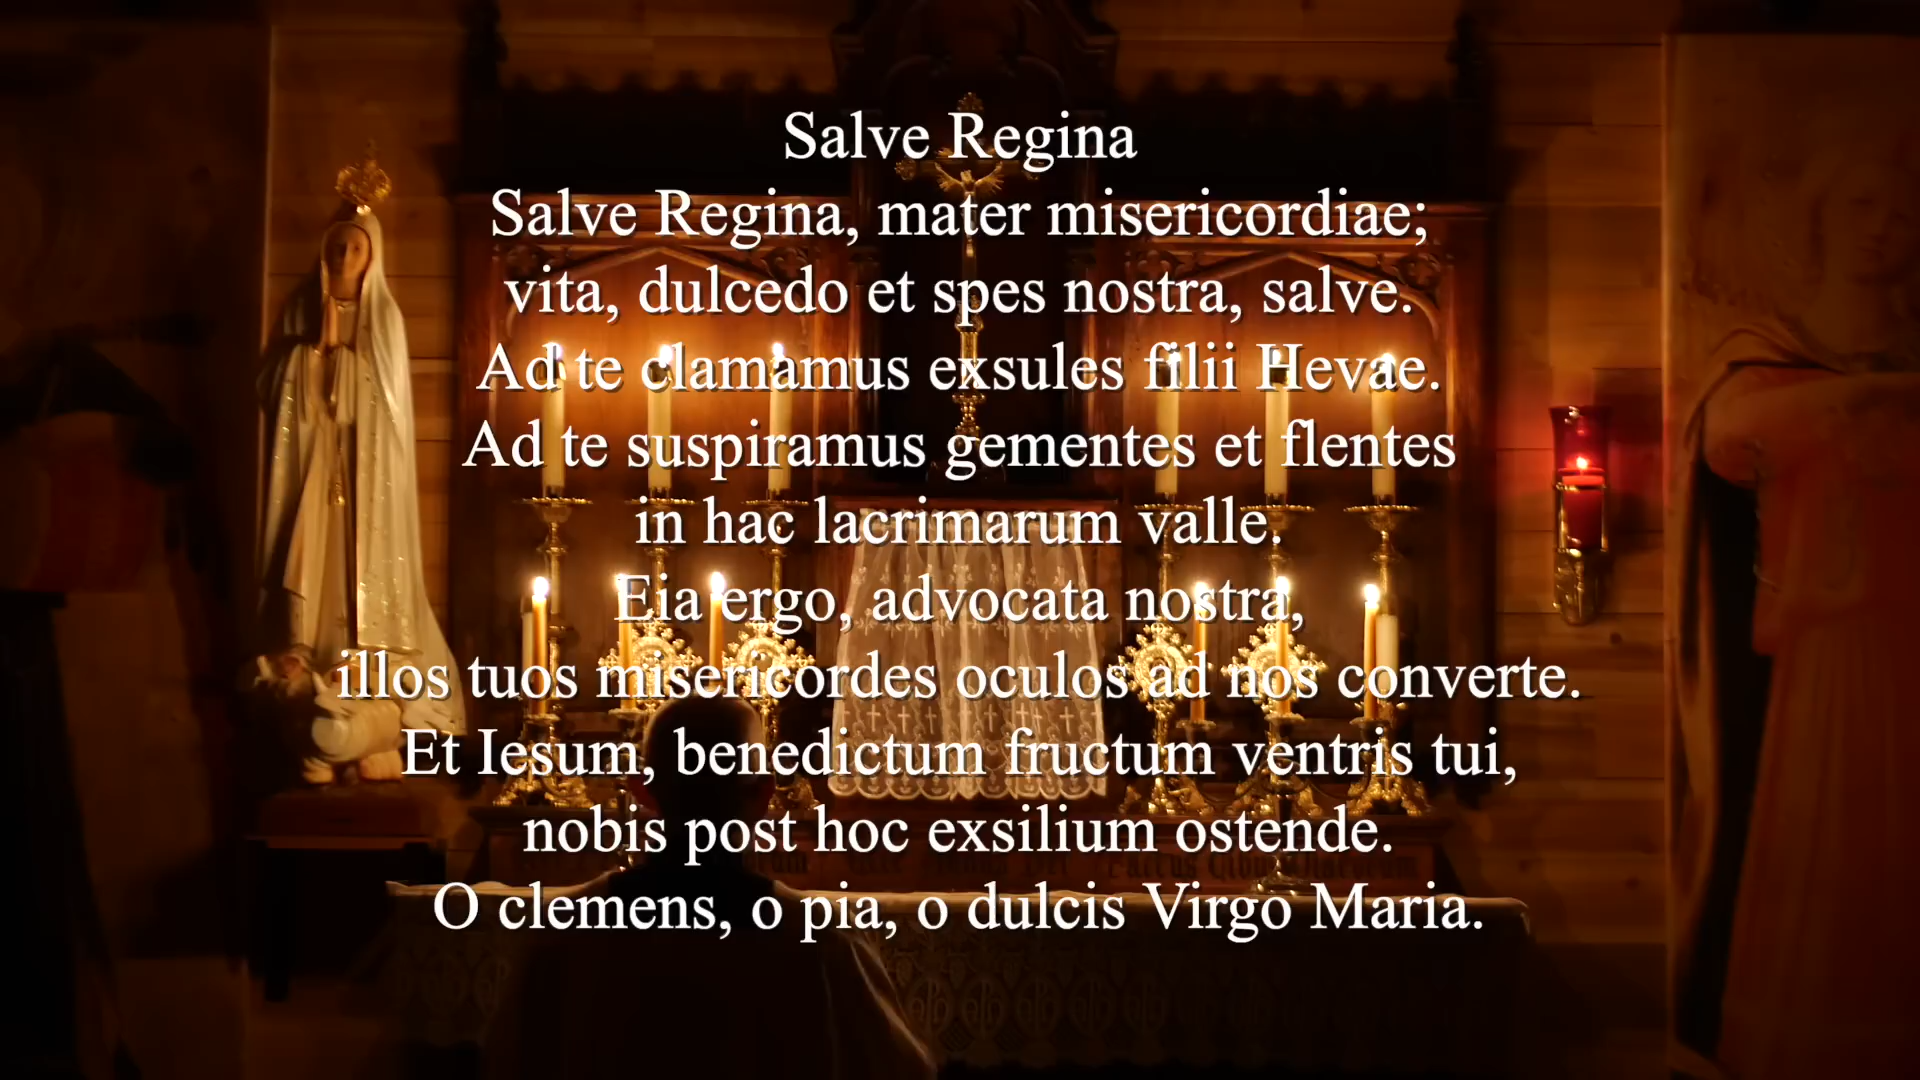 Salve Regina
Salve Regina, mater misericordiae;
vita, dulcedo et spes nostra, salve.
Ad te clamamus exsules filii Hevae.
Ad te suspiramus gementes et flentes
in hac lacrimarum valle.
Eia ergo, advocata nostra,
illos tuos misericordes oculos ad nos converte.
Et Iesum, benedictum fructum ventris tui,
nobis post hoc exsilium ostende.
O clemens, o pia, o dulcis Virgo Maria.